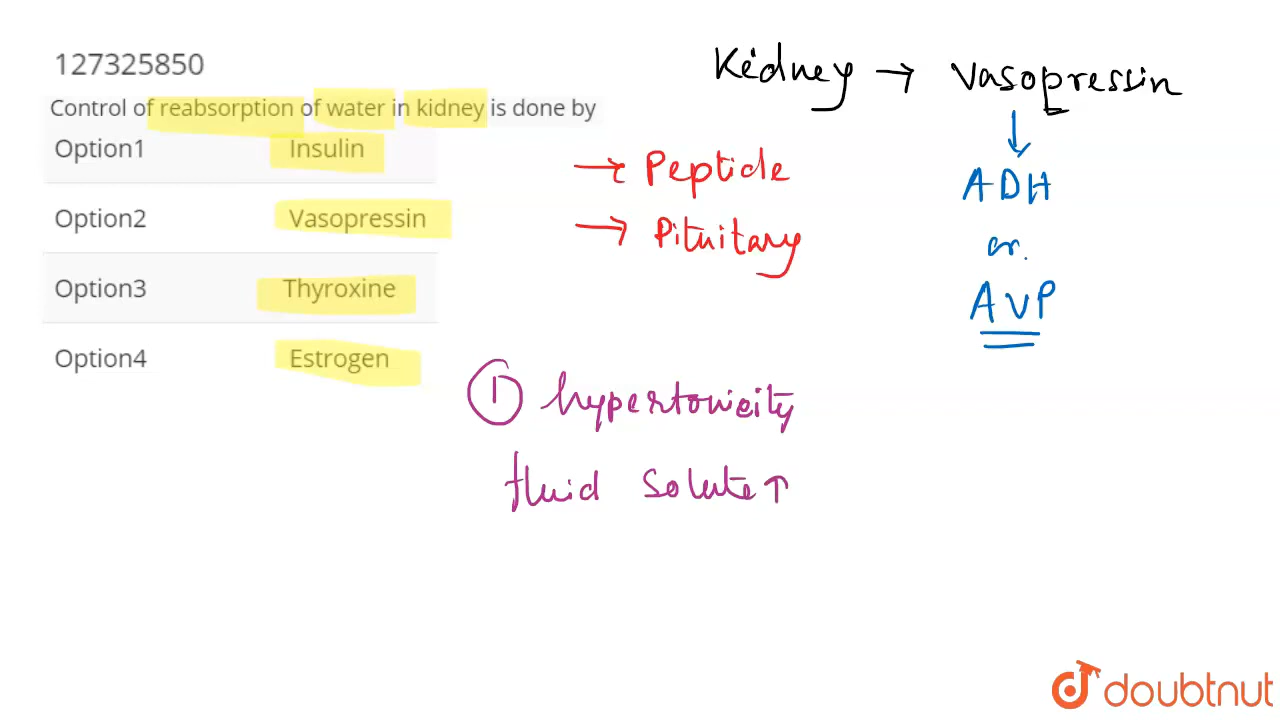 127325850
Control of reabsorption of water in kidney is done by
Option1 Insulin
Option2 Vasopressin
Option3 Thyroxine
Option4 Estrogen
Kidney → Vasopressin
↓
ADH
or.
AVP
→ Peptide
→ Pituitary
① hypertonicity
fluid solute ↑
doubtnut